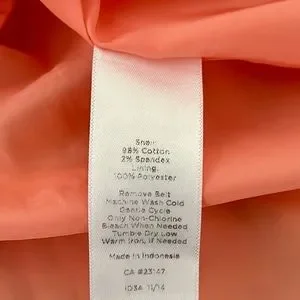 Shell:
98% Cotton
2% Spandex
Lining:
100% Polyester
Remove Belt
Machine Wash Cold
Gentle Cycle
Only Non-Chlorine
Bleach When Needed
Tumble Dry Low
Warm Iron, If Needed
Made In Indonesia
CA #23147
ID3A 11/14